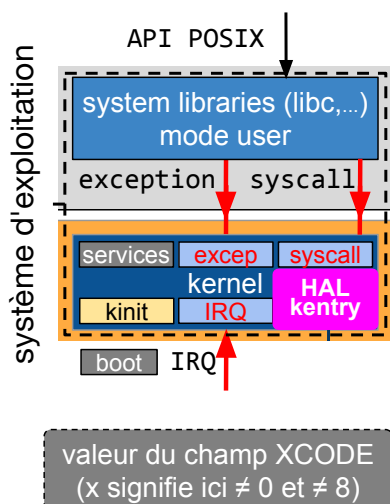 API POSIX
système d'exploitation
system libraries (libc,...)
mode user
exception syscall
services excep syscall
kernel
HAL
kentry
kinit IRQ
boot IRQ
valeur du champ XCODE
(x signifie ici ≠ 0 et ≠ 8)